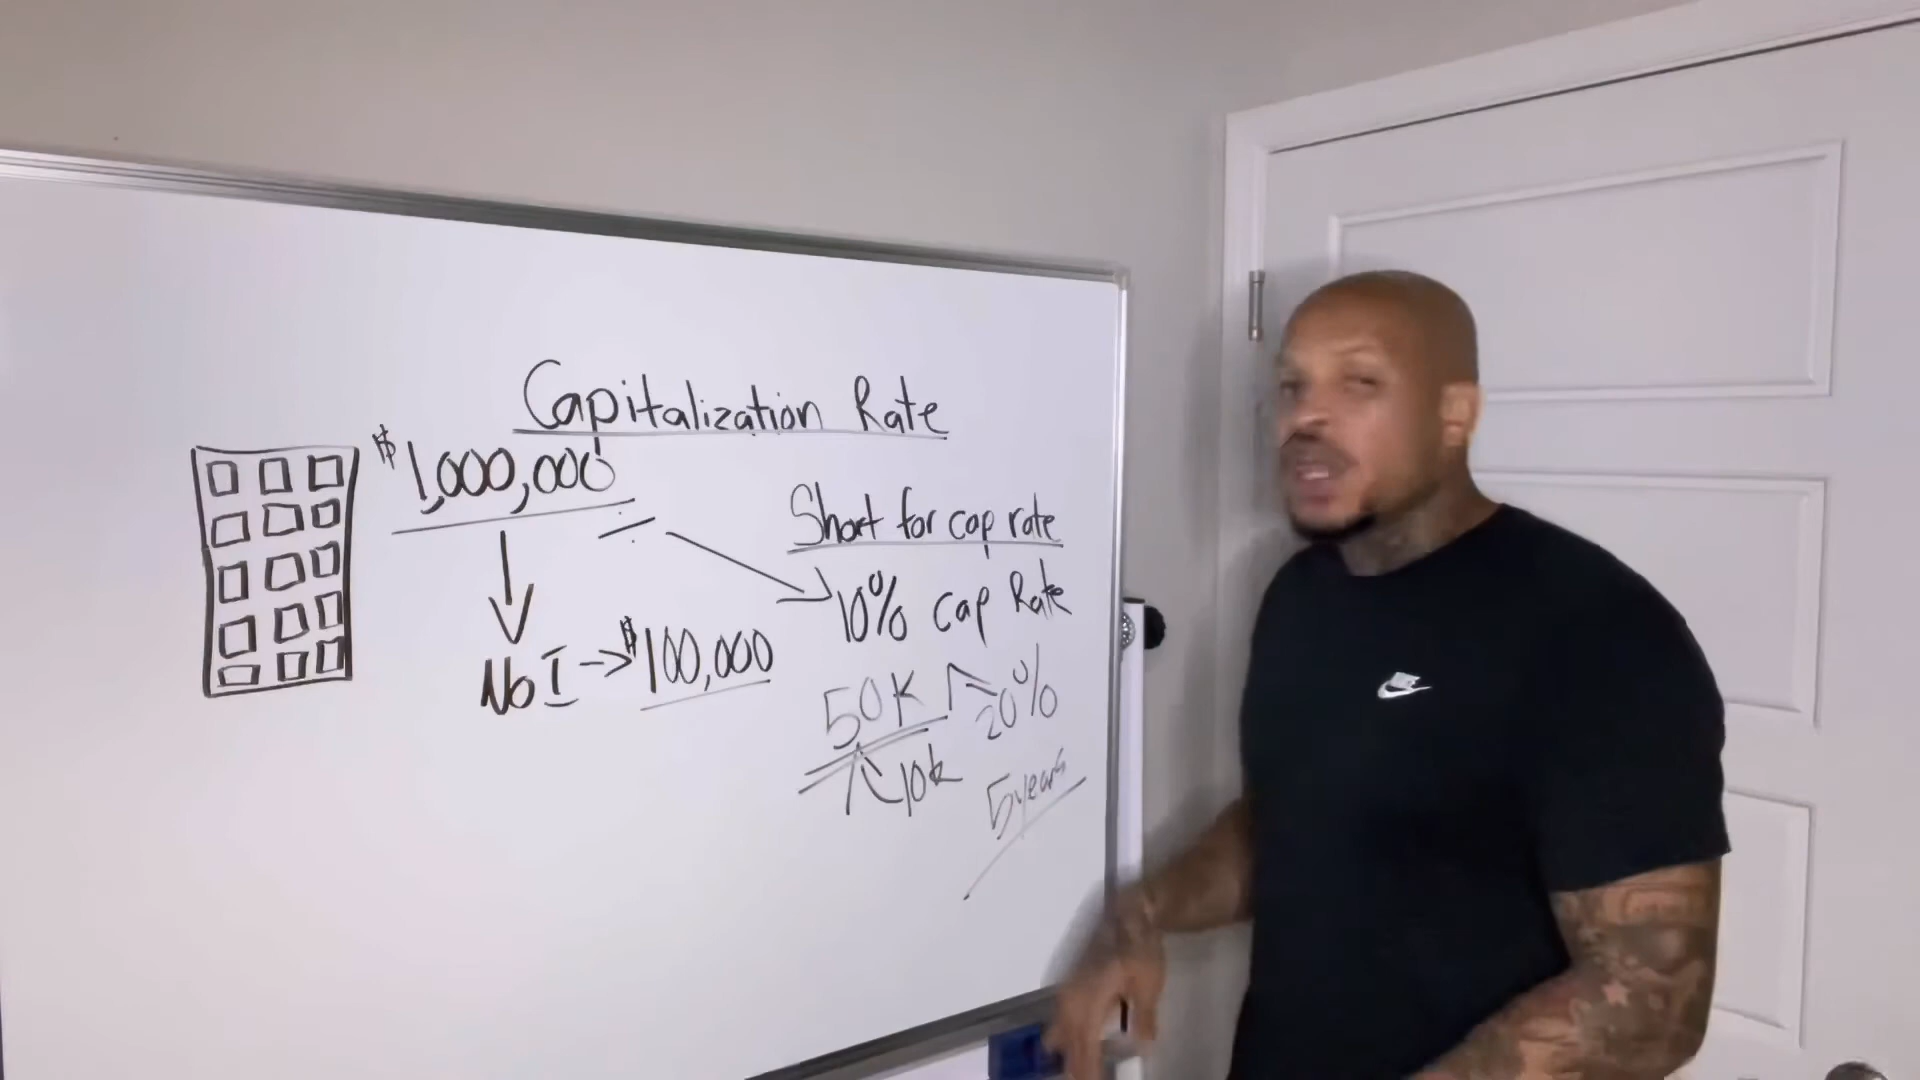 Capitalization Rate
$1,000,000
Short for cap rate
10% cap Rate
NOI → $100,000
50K
20%
10k
5 years